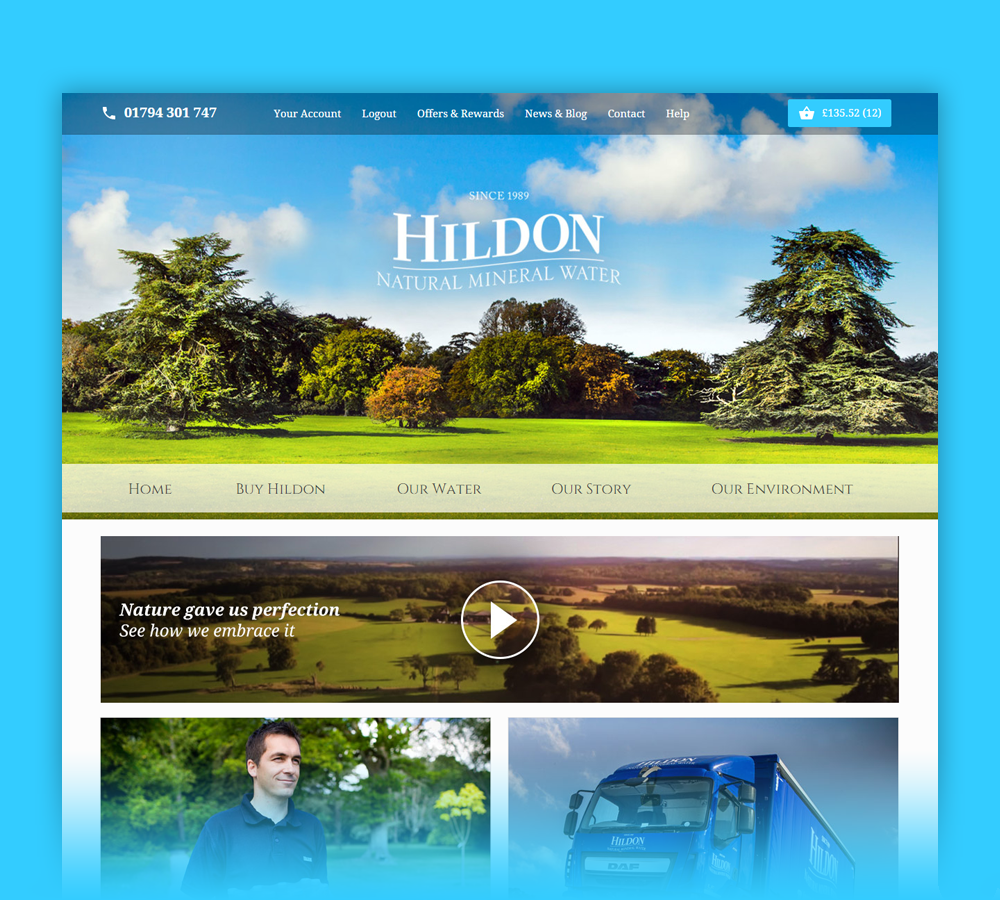 01794 301 747
Your Account Logout Offers & Rewards News & Blog Contact Help
£135.52 (12)
SINCE 1989
HILDON
NATURAL MINERAL WATER
Home Buy Hildon Our Water Our Story Our Environment
Nature gave us perfection
See how we embrace it
HILDON
HILDON
DAF
HILDON
HILDON